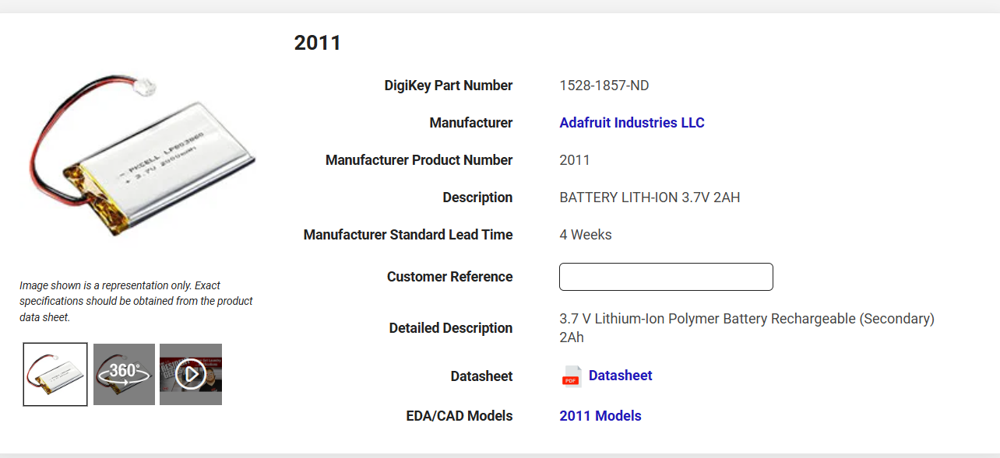 2011
DigiKey Part Number 1528-1857-ND
Manufacturer Adafruit Industries LLC
Manufacturer Product Number 2011
Description BATTERY LITH-ION 3.7V 2AH
Manufacturer Standard Lead Time 4 Weeks
Customer Reference
Detailed Description 3.7 V Lithium-Ion Polymer Battery Rechargeable (Secondary)
2Ah
Datasheet PDF Datasheet
EDA/CAD Models 2011 Models
- PKCELL LP803860
+ 3.7V 2000mAh
Image shown is a representation only. Exact
specifications should be obtained from the product
data sheet.
360°